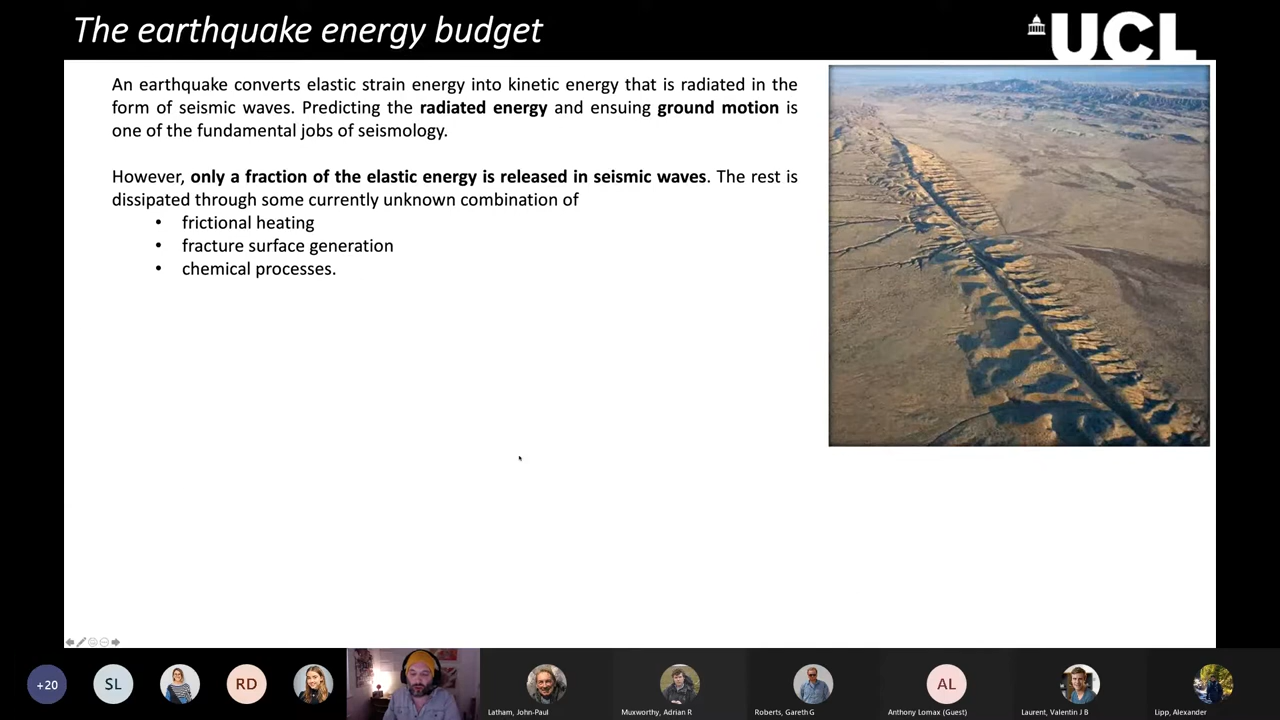 The earthquake energy budget
UCL
An earthquake converts elastic strain energy into kinetic energy that is radiated in the
form of seismic waves. Predicting the radiated energy and ensuing ground motion is
one of the fundamental jobs of seismology.
However, only a fraction of the elastic energy is released in seismic waves. The rest is
dissipated through some currently unknown combination of
• frictional heating
• fracture surface generation
• chemical processes.
+20
SL
RD
AL
Latham, John-Paul
Muxworthy, Adrian R
Roberts, Gareth G
Anthony Lomax (Guest)
Laurent, Valentin J B
Lipp, Alexander